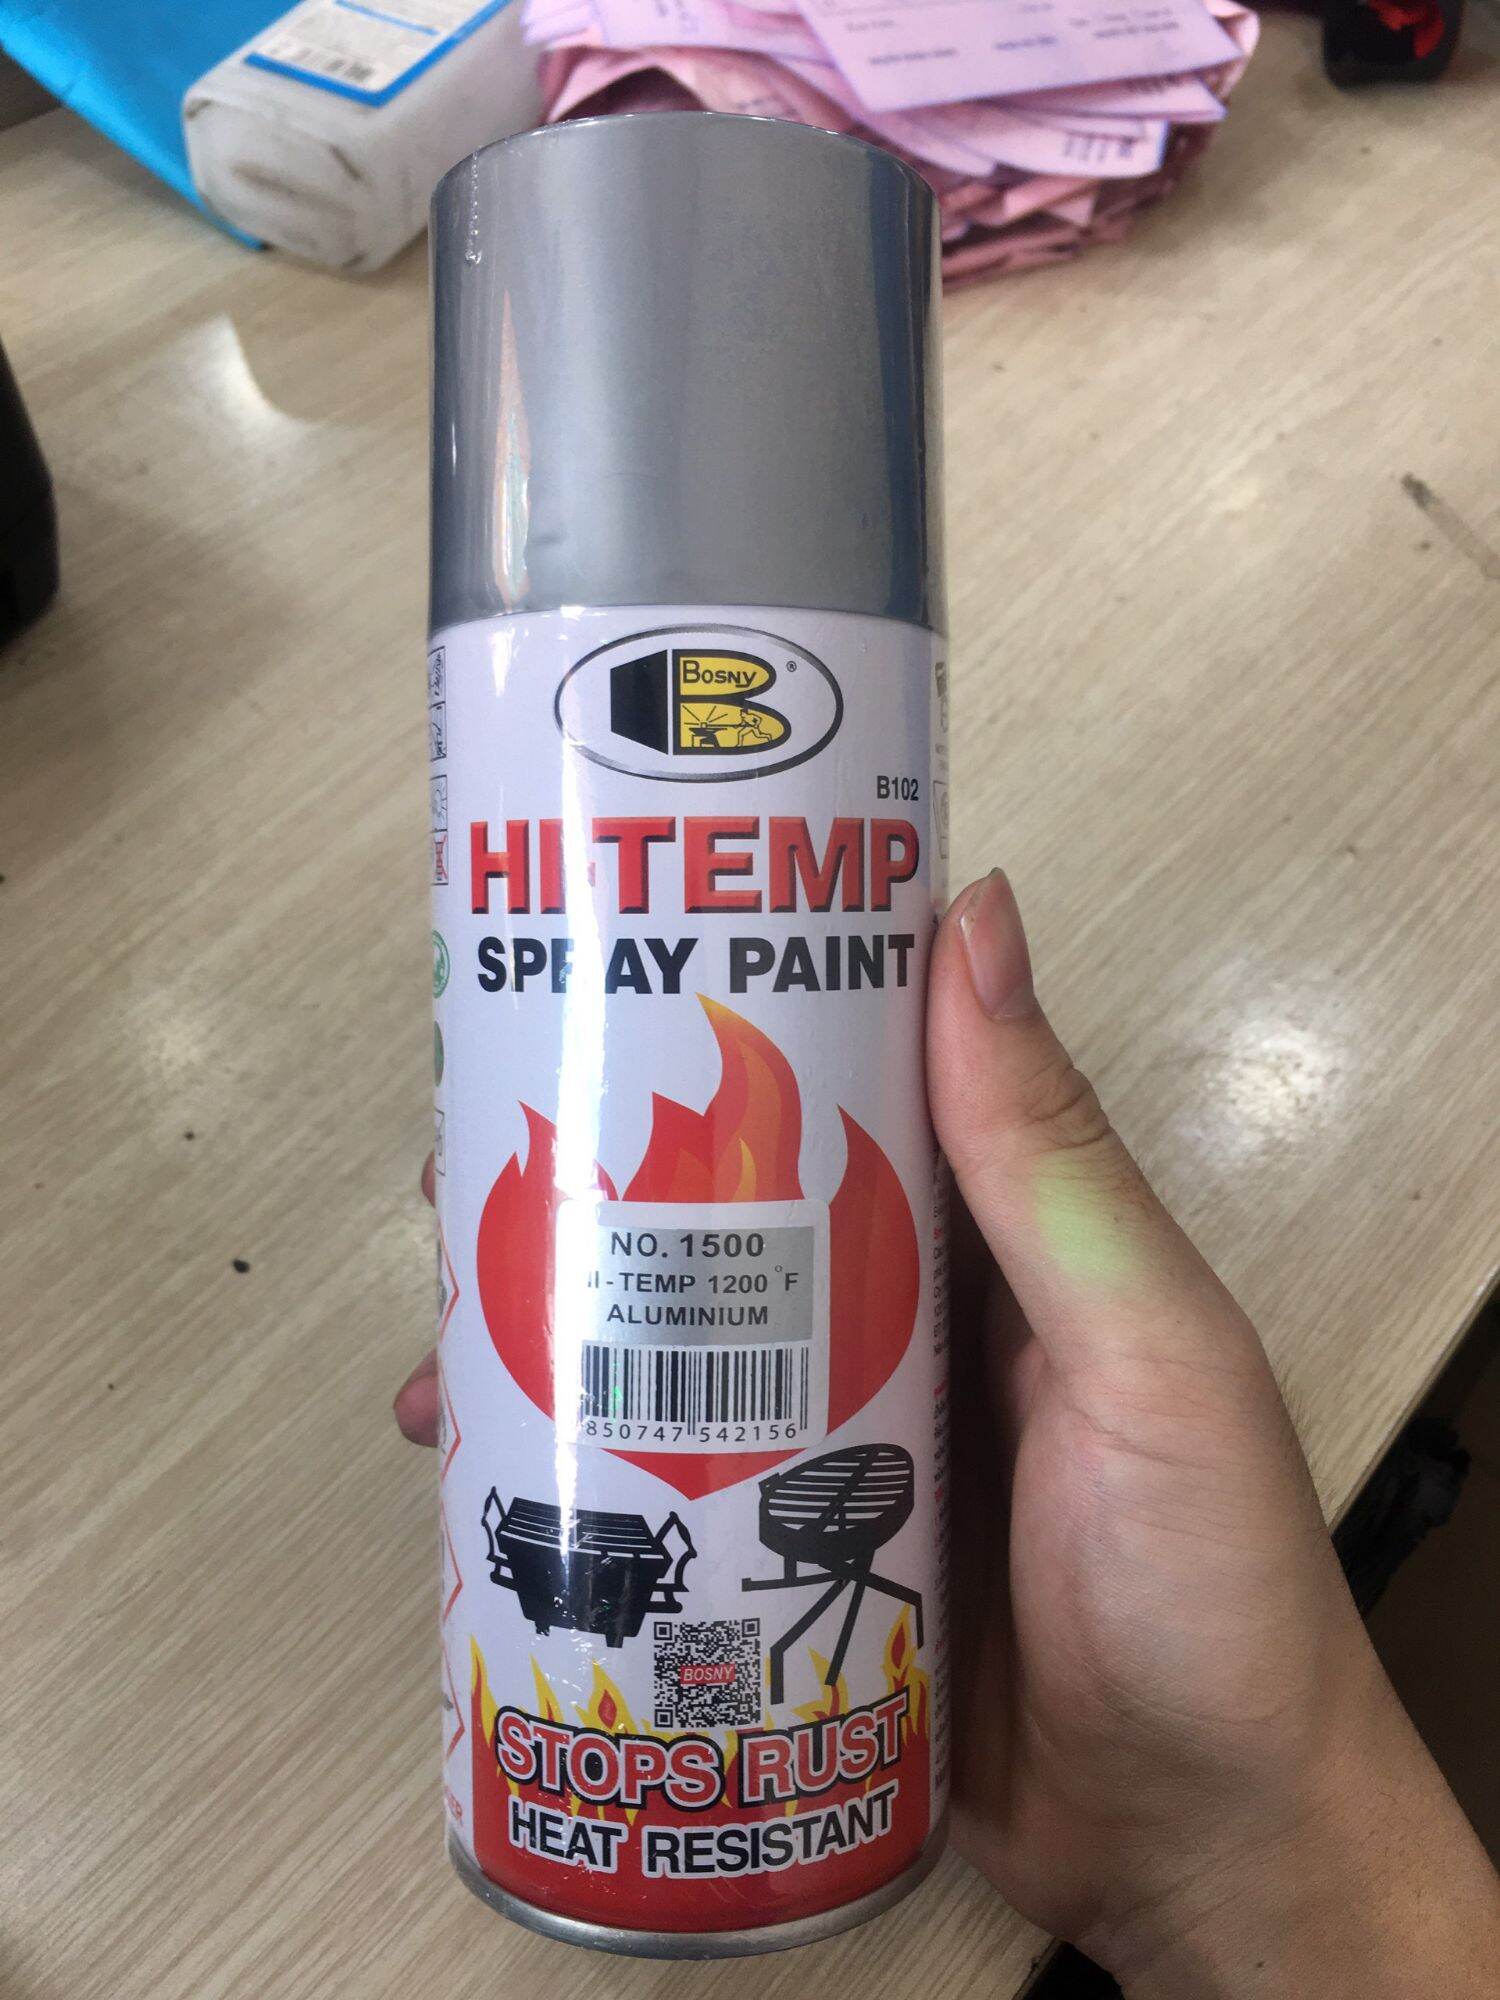 BOSNY
®
B102
HI-TEMP
SPRAY PAINT
NO. 1500
HI-TEMP 1200 °F
ALUMINIUM
850747 542156
BOSNY
STOPS RUST
HEAT RESISTANT